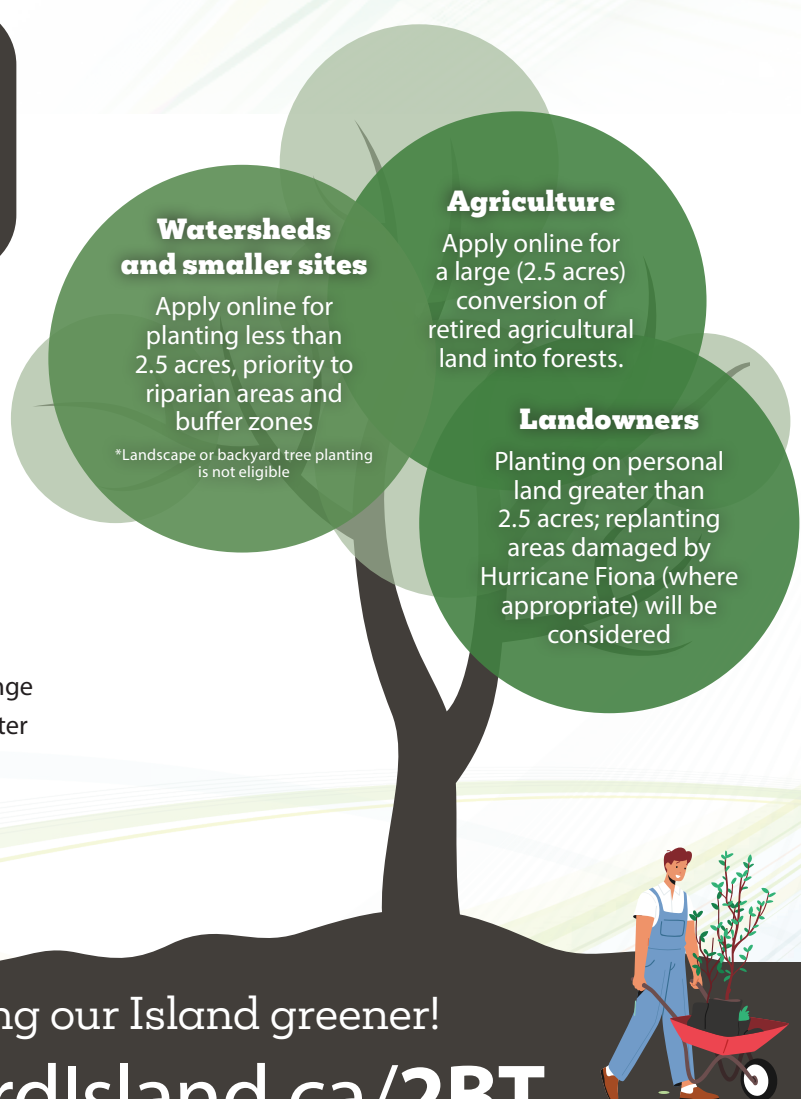 Watersheds
and smaller sites
Apply online for
planting less than
2.5 acres, priority to
riparian areas and
buffer zones
*Landscape or backyard tree planting
is not eligible
Agriculture
Apply online for
a large (2.5 acres)
conversion of
retired agricultural
land into forests.
Landowners
Planting on personal
land greater than
2.5 acres; replanting
areas damaged by
Hurricane Fiona (where
appropriate) will be
considered
nge
ter
ng our Island greener!
rdIsland.ca/2BT